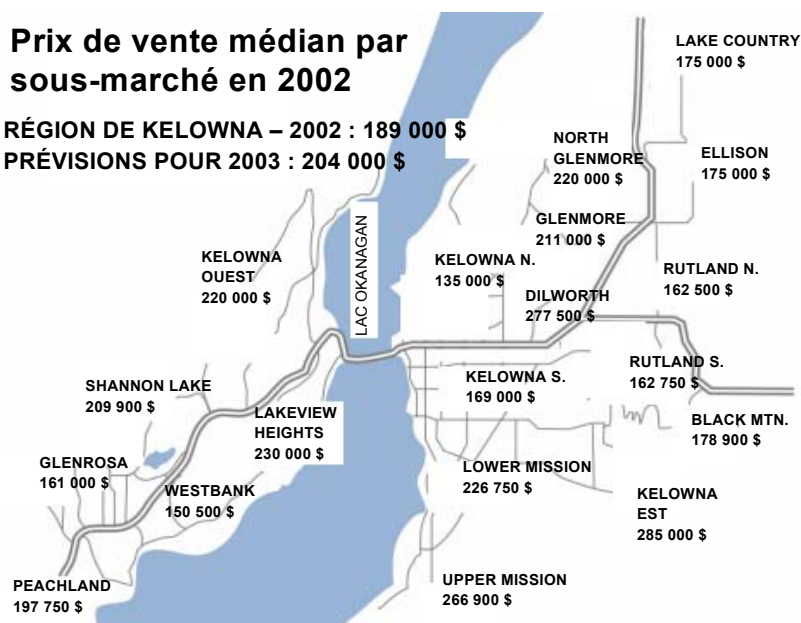 Prix de vente médian par
sous-marché en 2002
RÉGION DE KELOWNA – 2002 : 189 000 $
PRÉVISIONS POUR 2003 : 204 000 $
LAKE COUNTRY
175 000 $
NORTH
GLENMORE
220 000 $
ELLISON
175 000 $
GLENMORE
211 000 $
KELOWNA
OUEST
220 000 $
LAC OKANAGAN
KELOWNA N.
135 000 $
RUTLAND N.
162 500 $
DILWORTH
277 500 $
SHANNON LAKE
209 900 $
KELOWNA S.
169 000 $
RUTLAND S.
162 750 $
LAKEVIEW
HEIGHTS
230 000 $
BLACK MTN.
178 900 $
GLENROSA
161 000 $
WESTBANK
150 500 $
LOWER MISSION
226 750 $
KELOWNA
EST
285 000 $
PEACHLAND
197 750 $
UPPER MISSION
266 900 $